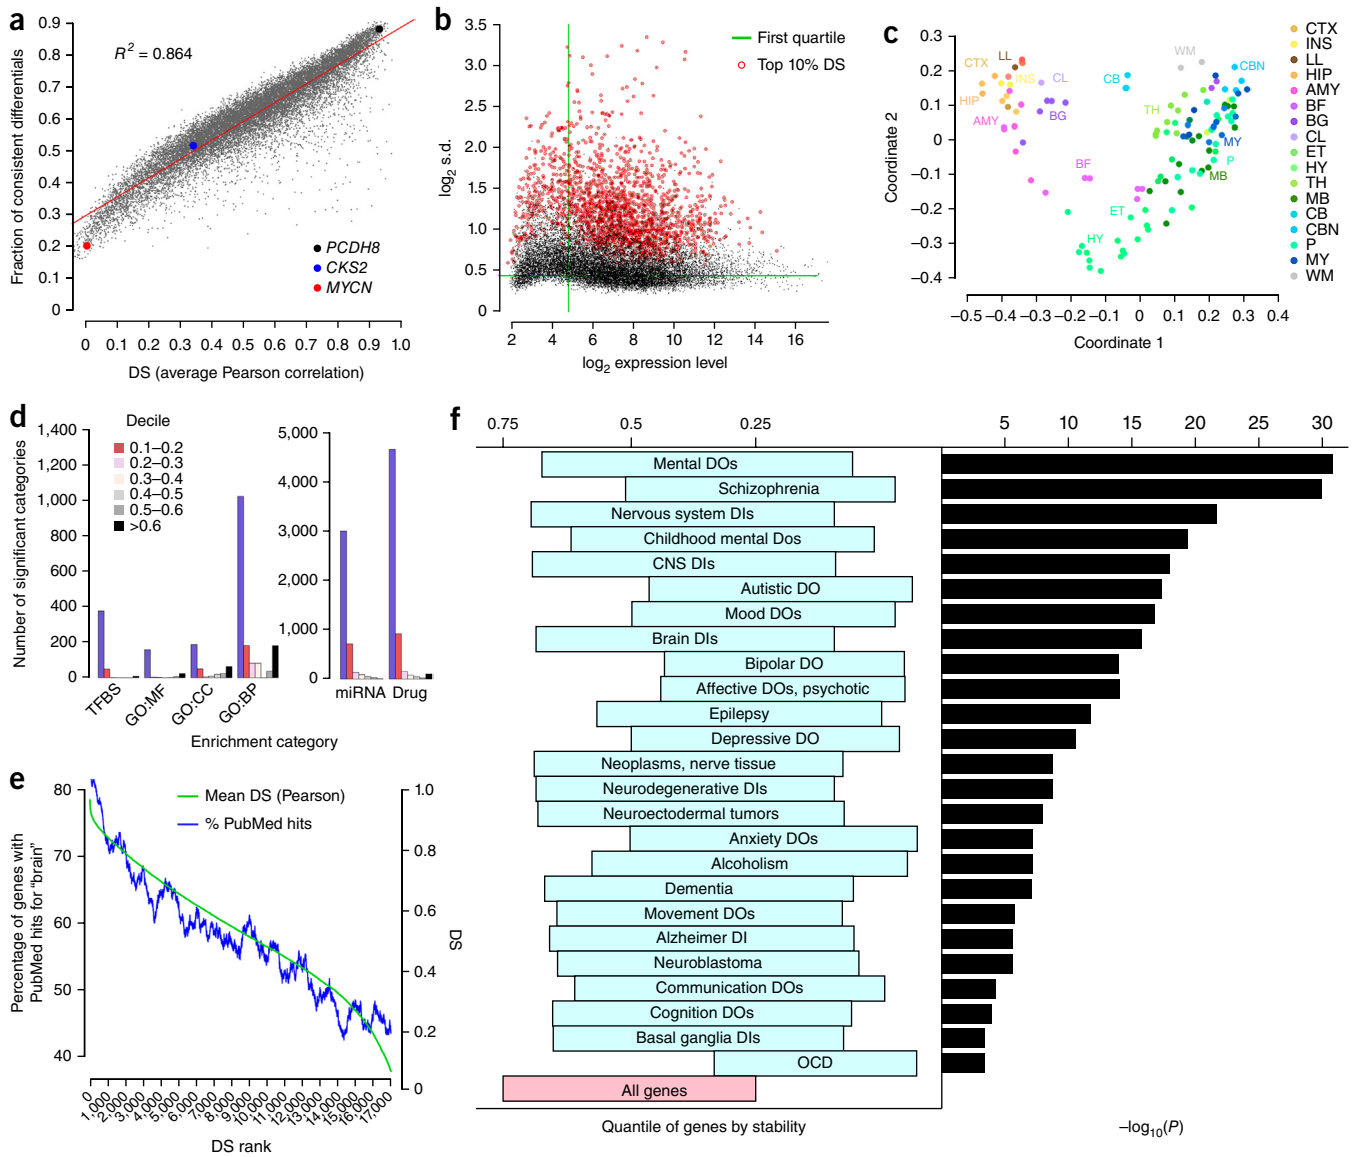 a
Fraction of consistent differentials
0.9
0.8
0.7
0.6
0.5
0.4
0.3
0.2
0.1
0
R² = 0.864
PCDH8
CKS2
MYCN
0 0.1 0.2 0.3 0.4 0.5 0.6 0.7 0.8 0.9 1.0
DS (average Pearson correlation)
b
log₂ s.d.
3.5
3.0
2.5
2.0
1.5
1.0
0.5
0
First quartile
Top 10% DS
2 4 6 8 10 12 14 16
log₂ expression level
c
Coordinate 2
0.3
0.2
0.1
0
−0.1
−0.2
−0.3
−0.4
CTX
LL
INS
HIP
AMY
CL
BG
BF
CB
WM
CBN
TH
MY
P
MB
ET
HY
−0.5 −0.4 −0.3 −0.2 −0.1 0 0.1 0.2 0.3 0.4
Coordinate 1
CTX
INS
LL
HIP
AMY
BF
BG
CL
ET
HY
TH
MB
CB
CBN
P
MY
WM
d
Number of significant categories
1,400
1,200
1,000
800
600
400
200
0
Decile
0.1–0.2
0.2–0.3
0.3–0.4
0.4–0.5
0.5–0.6
>0.6
TFBS
GO:MF
GO:CC
GO:BP
5,000
4,000
3,000
2,000
1,000
0
miRNA Drug
Enrichment category
e
Percentage of genes with
PubMed hits for “brain”
80
70
60
50
40
Mean DS (Pearson)
% PubMed hits
1.0
0.8
0.6
0.4
0.2
0
DS
0
1,000
2,000
3,000
4,000
5,000
6,000
7,000
8,000
9,000
10,000
11,000
12,000
13,000
14,000
15,000
16,000
17,000
DS rank
f
0.75 0.5 0.25
5 10 15 20 25 30
Mental DOs
Schizophrenia
Nervous system DIs
Childhood mental Dos
CNS DIs
Autistic DO
Mood DOs
Brain DIs
Bipolar DO
Affective DOs, psychotic
Epilepsy
Depressive DO
Neoplasms, nerve tissue
Neurodegenerative DIs
Neuroectodermal tumors
Anxiety DOs
Alcoholism
Dementia
Movement DOs
Alzheimer DI
Neuroblastoma
Communication DOs
Cognition DOs
Basal ganglia DIs
OCD
All genes
Quantile of genes by stability
−log₁₀(P)